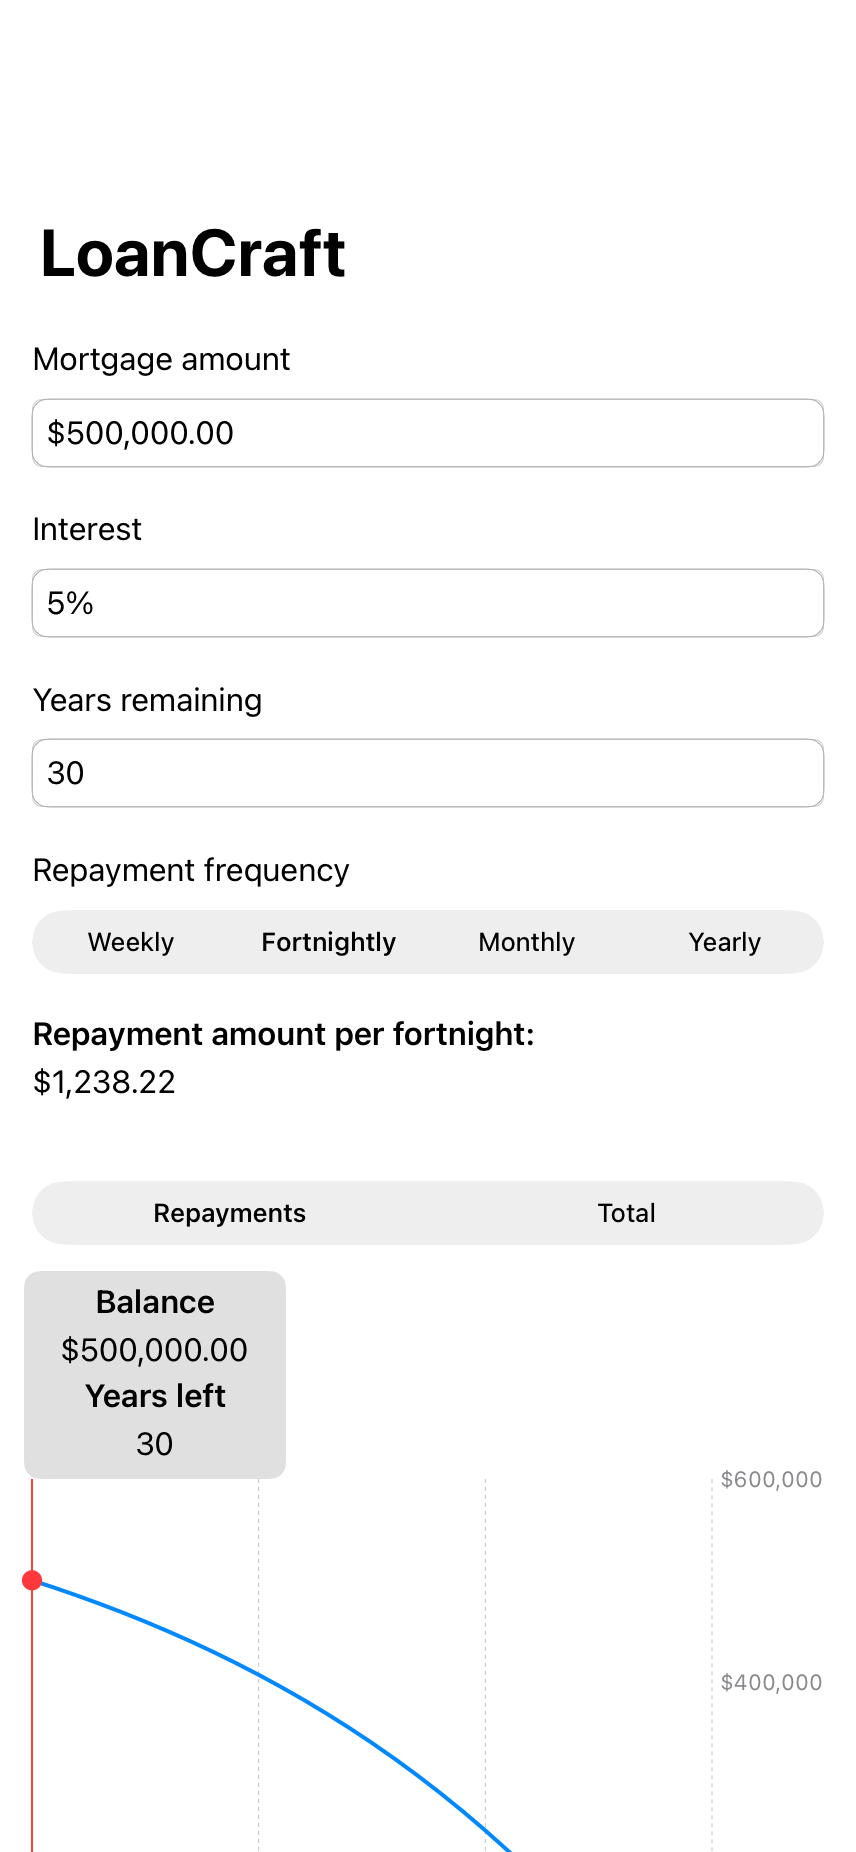 LoanCraft
Mortgage amount
$500,000.00
Interest
5%
Years remaining
30
Repayment frequency
Weekly Fortnightly Monthly Yearly
Repayment amount per fortnight:
$1,238.22
Repayments Total
Balance
$500,000.00
Years left
30
$600,000
$400,000